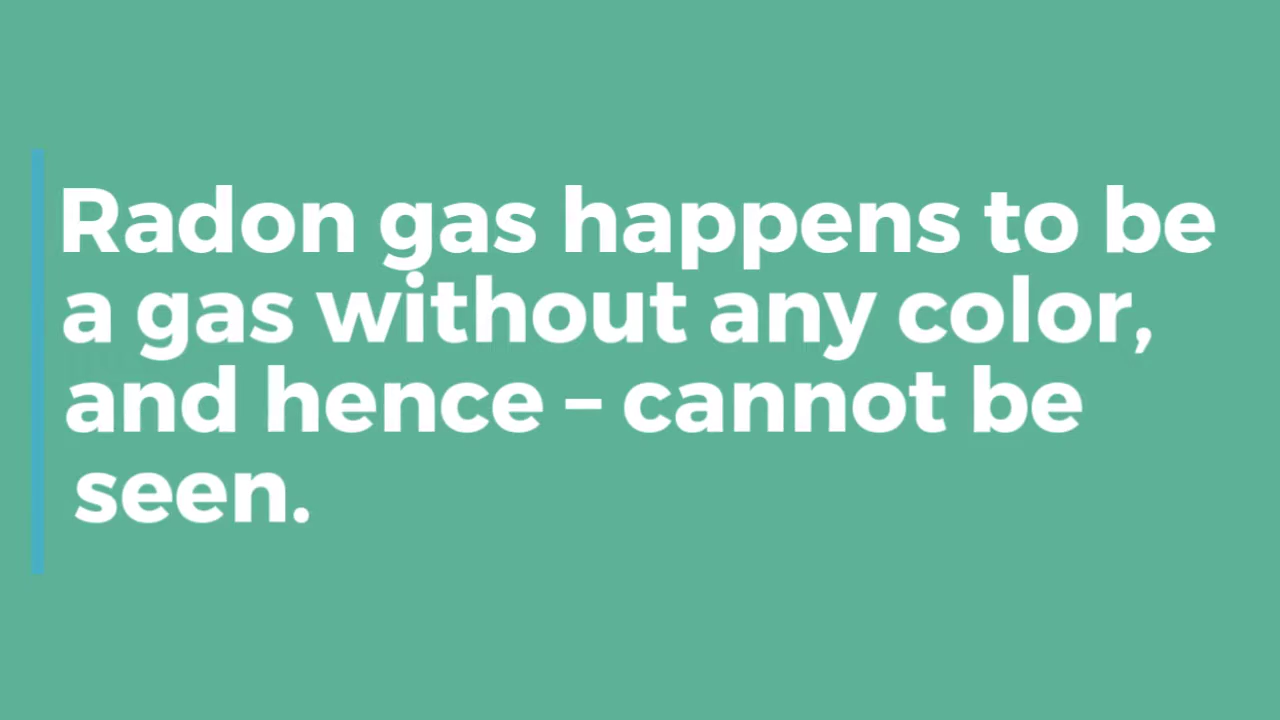 Radon gas happens to be
a gas without any color,
and hence – cannot be
seen.